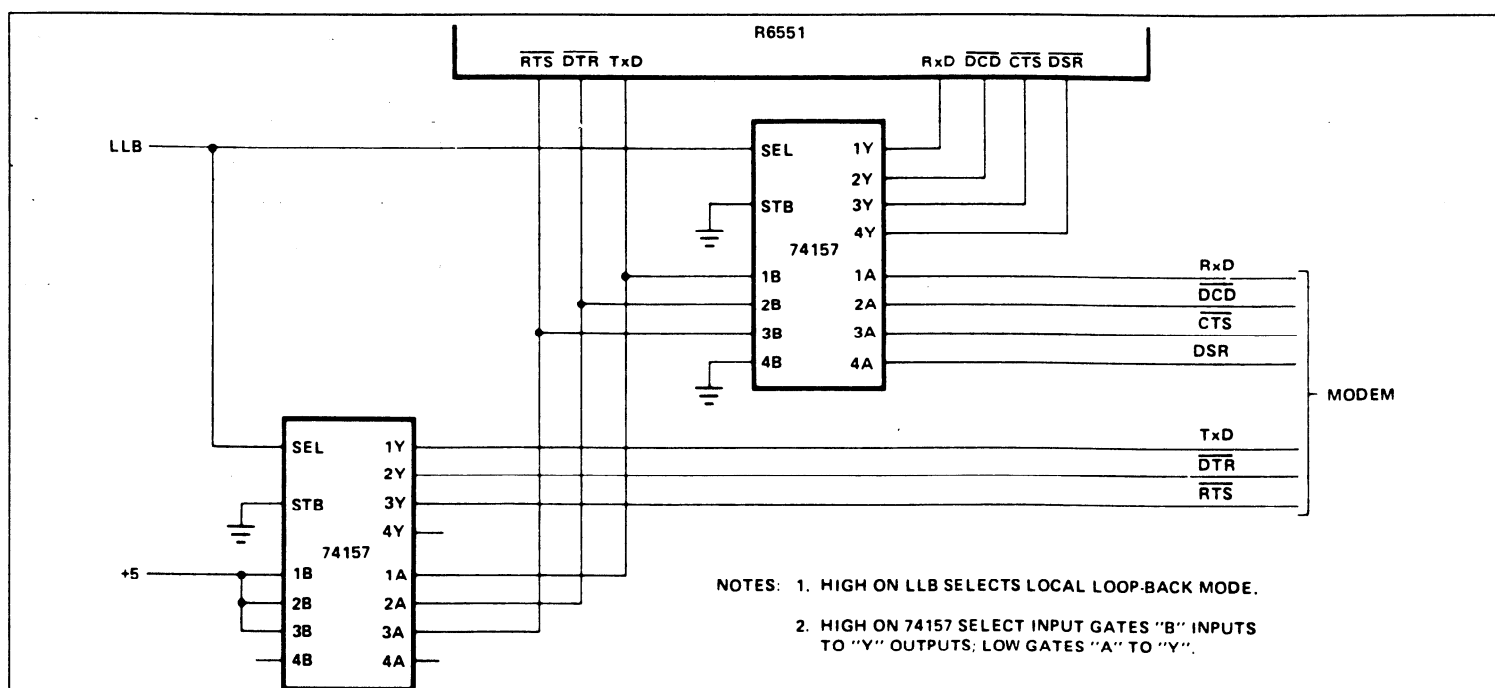 R6551
RTS DTR TxD RxD DCD CTS DSR
LLB
SEL 1Y
2Y
STB 3Y
4Y
74157
1B 1A
2B 2A
3B 3A
4B 4A
RxD
DCD
CTS
DSR
MODEM
TxD
DTR
RTS
SEL 1Y
2Y
STB 3Y
4Y
74157
+5
1B 1A
2B 2A
3B 3A
4B 4A
NOTES: 1. HIGH ON LLB SELECTS LOCAL LOOP-BACK MODE.
2. HIGH ON 74157 SELECT INPUT GATES "B" INPUTS
TO "Y" OUTPUTS; LOW GATES "A" TO "Y".